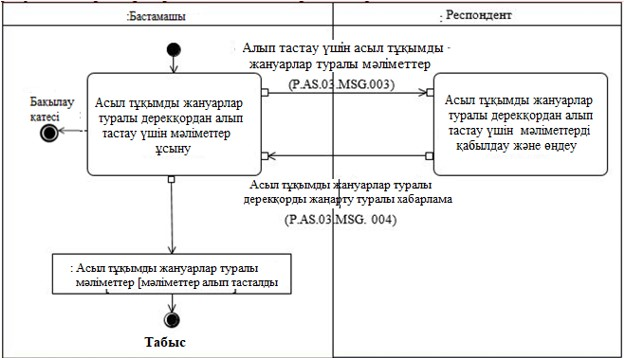 :Бастамашы
: Респондент
Алып тастау үшін асыл тұқымды -
жануарлар туралы мәліметтер
(P.AS.03.MSG.003)
Бақылау
катесі
Асыл тұқымды жануарлар
туралы дерекқордан алып
тастау үшін мәліметтер
ұсыну
Асыл тұқымды жануарлар
туралы дерекқордан алып
тастау үшін мәліметтерді
қабылдау және өңдеу
Асыл тұқымды жануарлар туралы
дерекқорды жаңарту туралы хабарлама
(P.AS.03.MSG. 004)
: Асыл тұқымды жануарлар туралы
мәліметтер [мәліметтер алып тасталды
Табыс